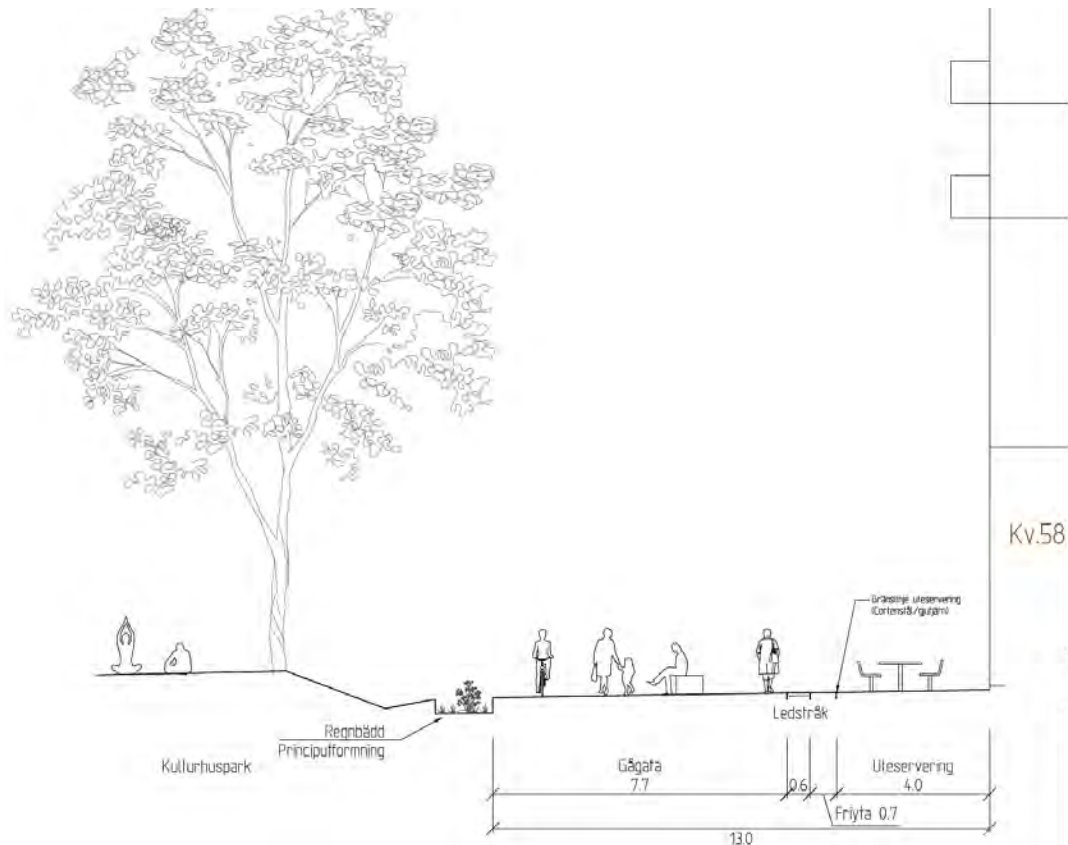 Kv.58
Gränslinje uteservering
(Cortenstål/gjutjärn)
Ledstråk
Regnbädd
Principutformning
Kulturhuspark
Gågata
7.7
0.6
Uteservering
4.0
Friyta 0.7
13.0